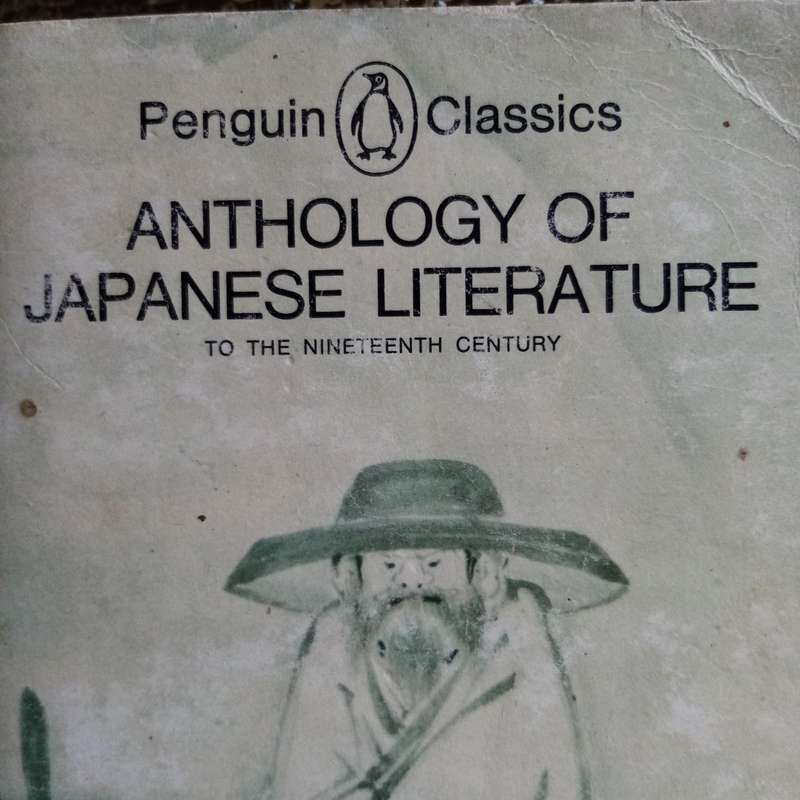 Penguin Classics
ANTHOLOGY OF
JAPANESE LITERATURE
TO THE NINETEENTH CENTURY